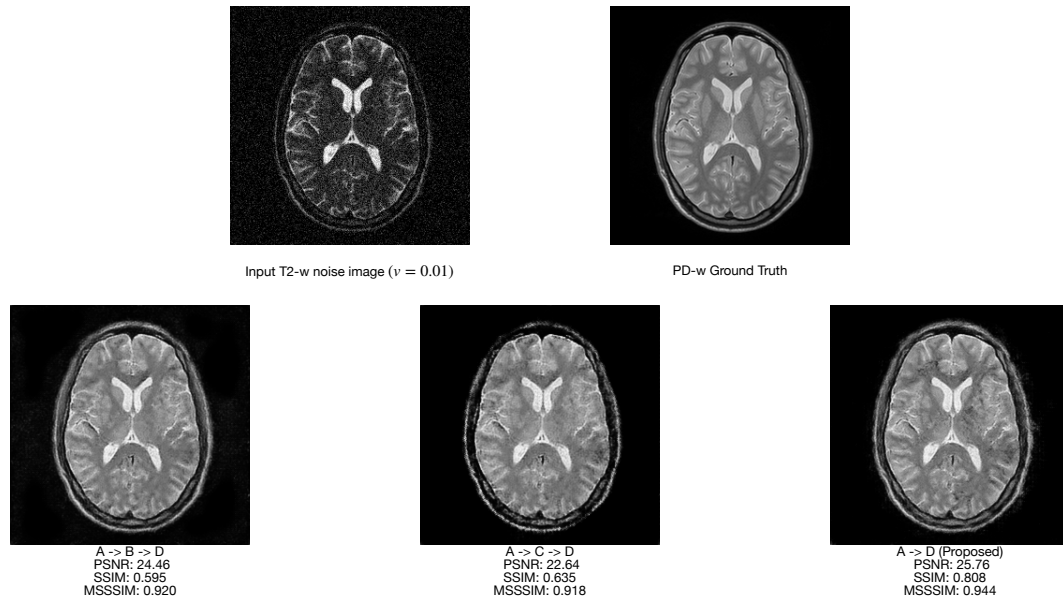 Input T2-w noise image (v = 0.01)
PD-w Ground Truth
A -> B -> D
PSNR: 24.46
SSIM: 0.595
MSSSIM: 0.920
A -> C -> D
PSNR: 22.64
SSIM: 0.635
MSSSIM: 0.918
A -> D (Proposed)
PSNR: 25.76
SSIM: 0.808
MSSSIM: 0.944